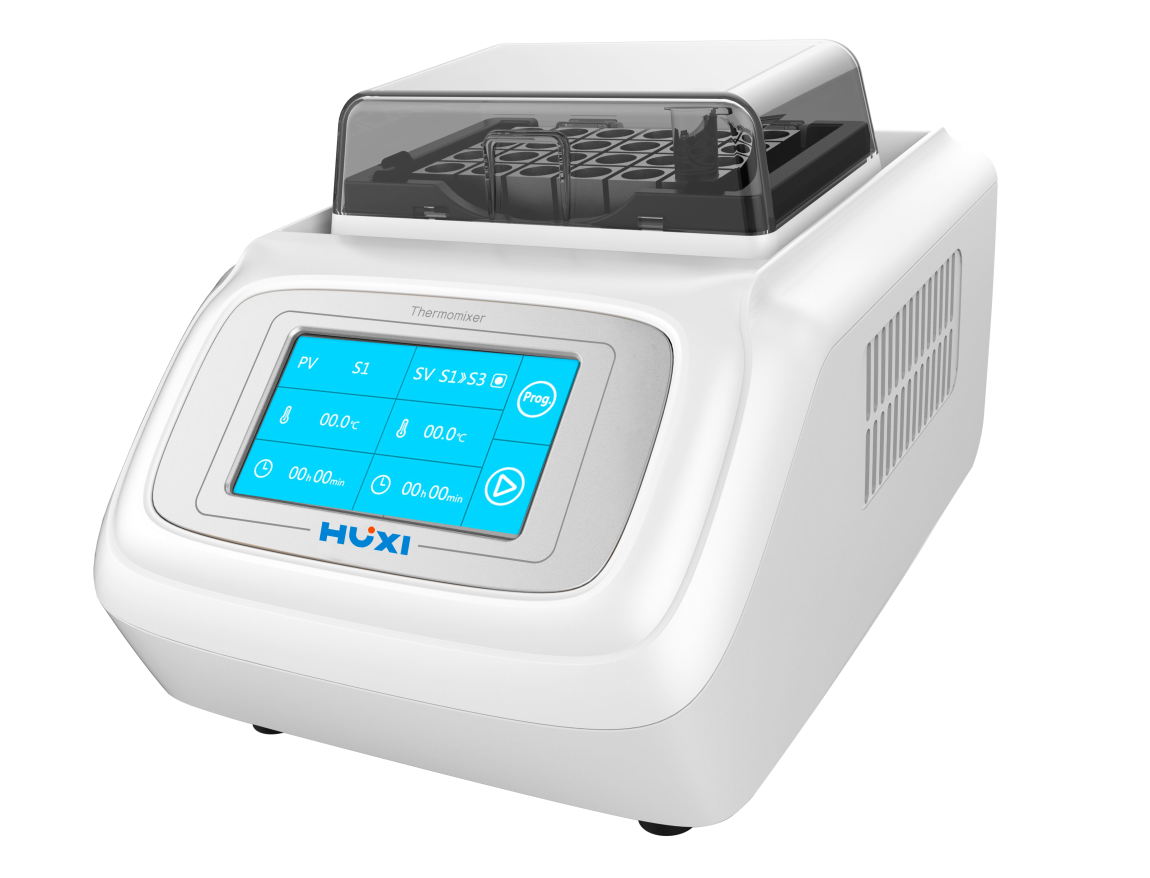 Thermomixer
PV S1
SV S1»S3
Prog.
00.0℃
00.0℃
00h00min
00h00min
HUXI